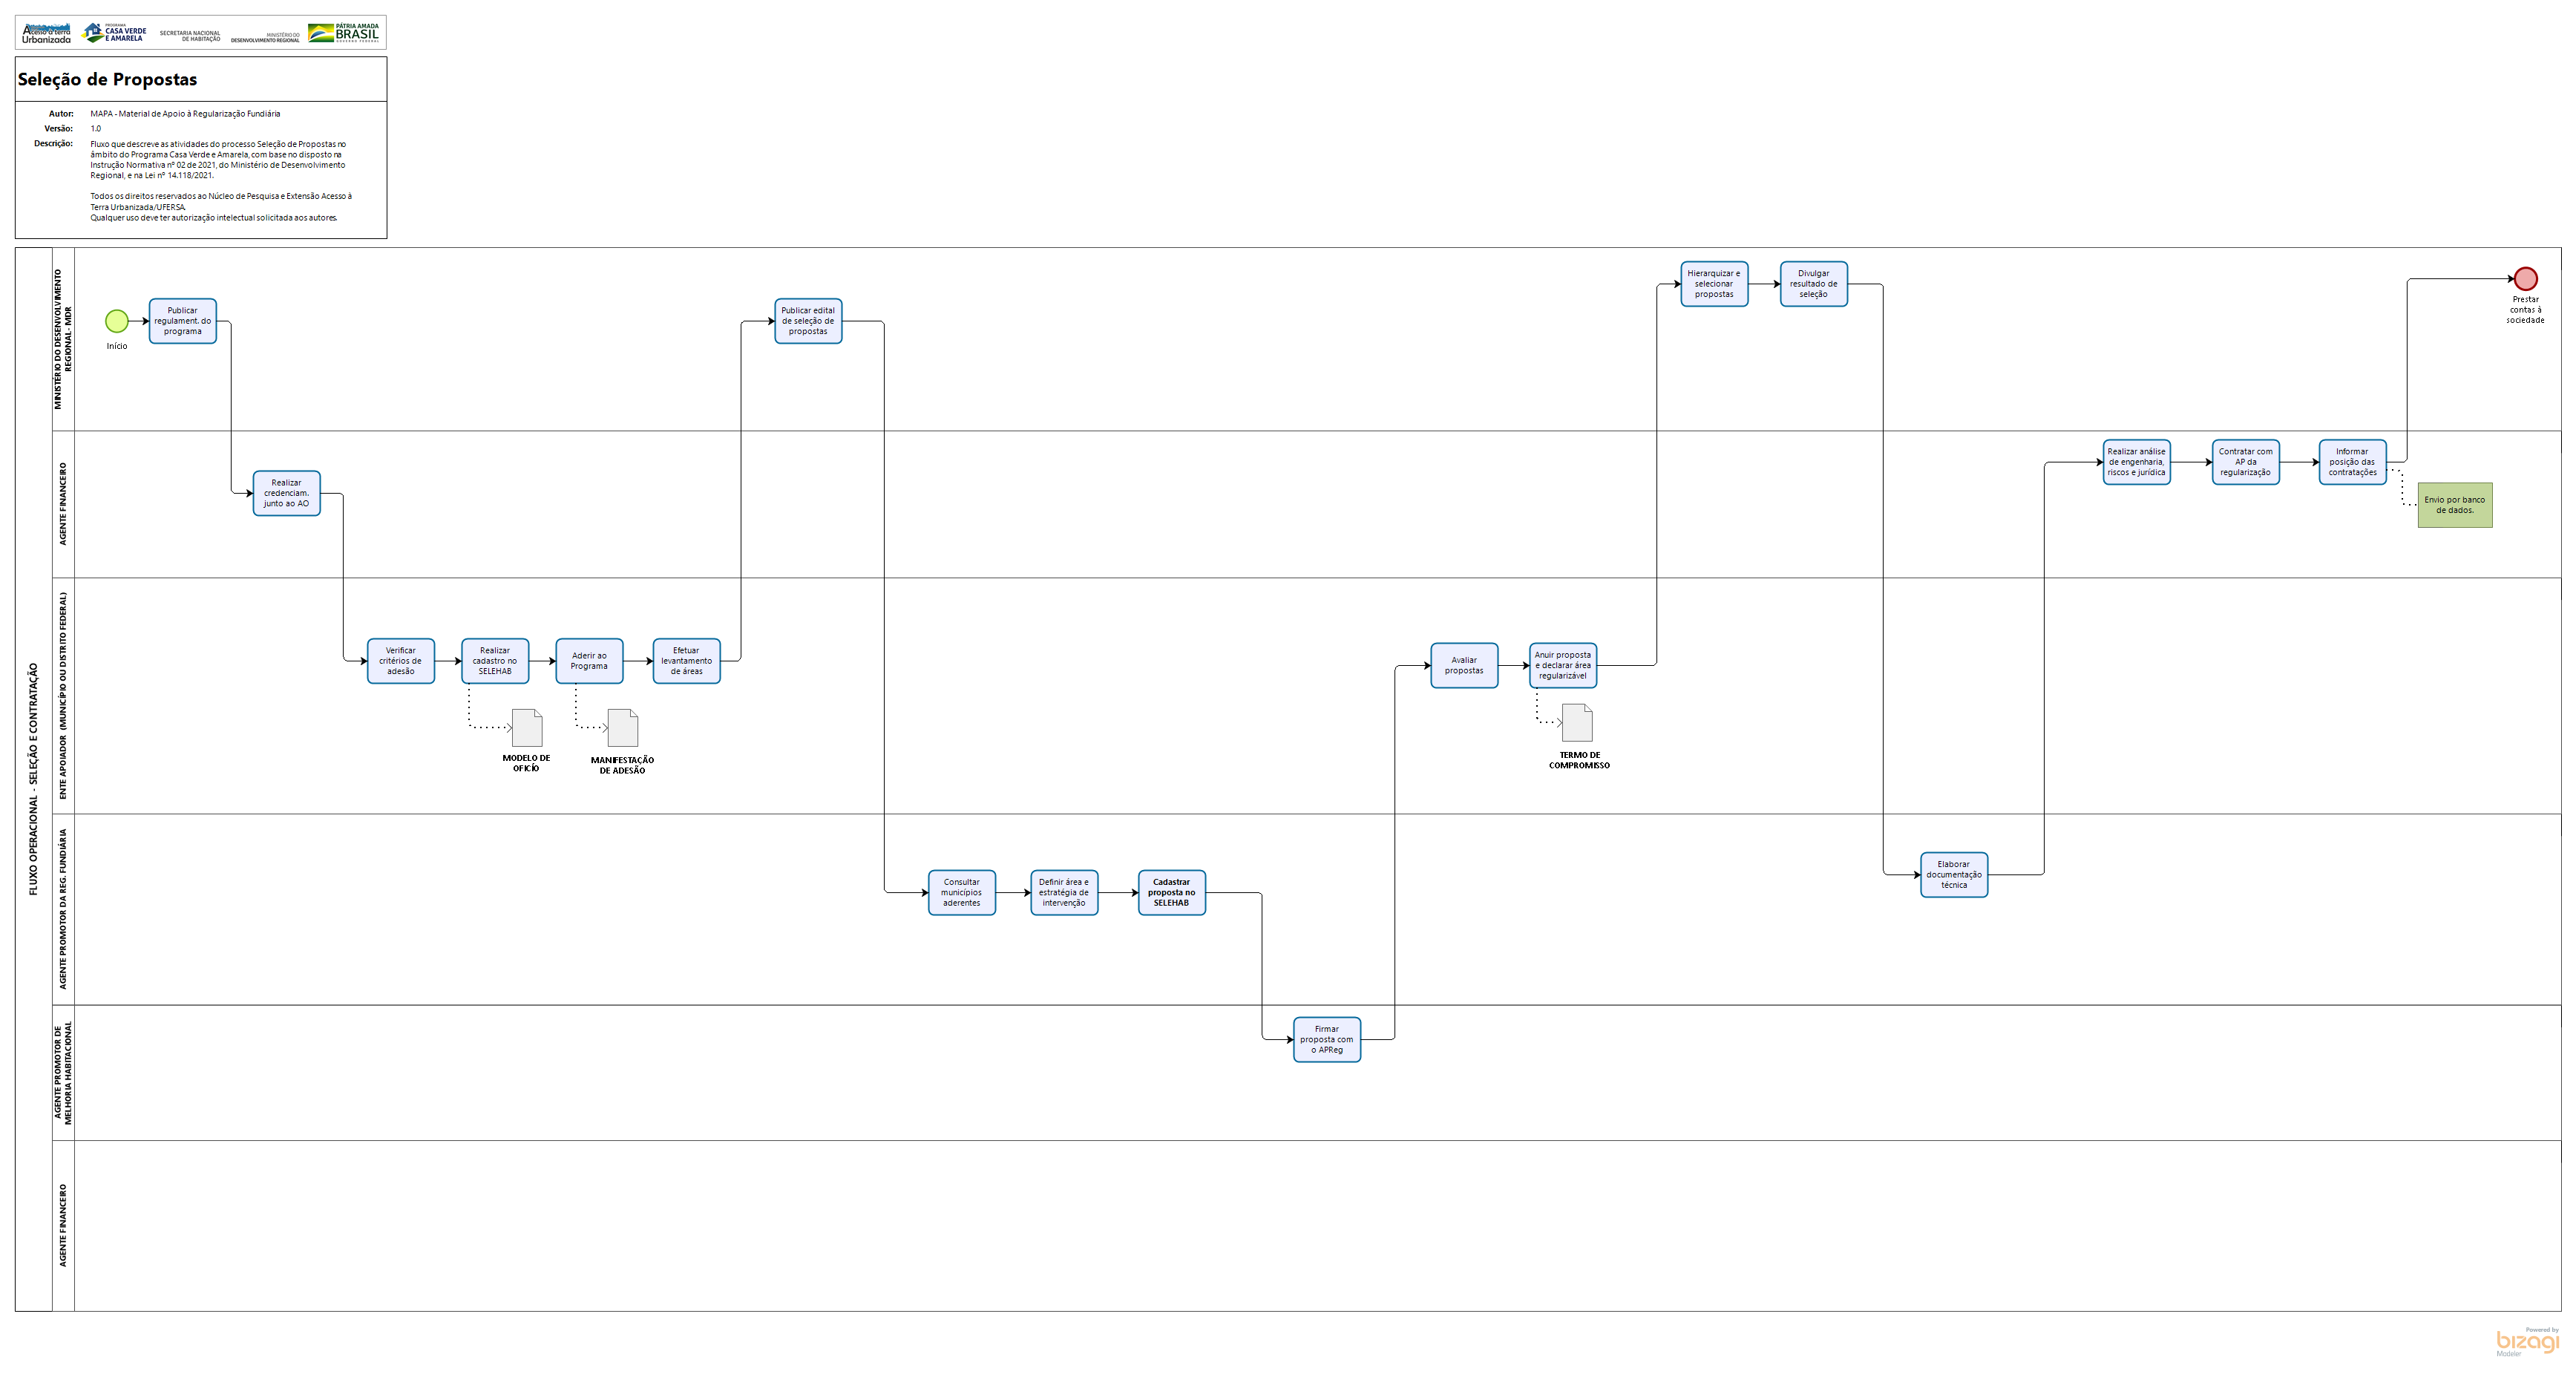 Acesso à terra
Urbanizada
PROGRAMA
CASA VERDE
E AMARELA
SECRETARIA NACIONAL
DE HABITAÇÃO
MINISTÉRIO DO
DESENVOLVIMENTO REGIONAL
PÁTRIA AMADA
BRASIL
GOVERNO FEDERAL
Seleção de Propostas
Autor: MAPA - Material de Apoio à Regularização Fundiária
Versão: 1.0
Descrição: Fluxo que descreve as atividades do processo Seleção de Propostas no
âmbito do Programa Casa Verde e Amarela, com base no disposto na
Instrução Normativa nº 02 de 2021, do Ministério de Desenvolvimento
Regional, e na Lei nº 14.118/2021.
Todos os direitos reservados ao Núcleo de Pesquisa e Extensão Acesso à
Terra Urbanizada/UFERSA.
Qualquer uso deve ter autorização intelectual solicitada aos autores.
FLUXO OPERACIONAL - SELEÇÃO E CONTRATAÇÃO
MINISTÉRIO DO DESENVOLVIMENTO
REGIONAL- MDR
Início
Publicar
regulament. do
programa
Publicar edital
de seleção de
propostas
Hierarquizar e
selecionar
propostas
Divulgar
resultado de
seleção
Prestar
contas à
sociedade
AGENTE FINANCEIRO
Realizar
credenciam.
junto ao AO
Realizar análise
de engenharia,
riscos e jurídica
Contratar com
AP da
regularização
Informar
posição das
contratações
Envio por banco
de dados.
ENTE APOIADOR (MUNICÍPIO OU DISTRITO FEDERAL)
Verificar
critérios de
adesão
Realizar
cadastro no
SELEHAB
Aderir ao
Programa
Efetuar
levantamento
de áreas
MODELO DE
OFICÍO
MANIFESTAÇÃO
DE ADESÃO
Avaliar
propostas
Anuir proposta
e declarar área
regularizável
TERMO DE
COMPROMISSO
AGENTE PROMOTOR DA REG. FUNDIÁRIA
Consultar
municípios
aderentes
Definir área e
estratégia de
intervenção
Cadastrar
proposta no
SELEHAB
Elaborar
documentação
técnica
AGENTE PROMOTOR DE
MELHORIA HABITACIONAL
Firmar
proposta com
o APReg
AGENTE FINANCEIRO
Powered by
bizagi
Modeler